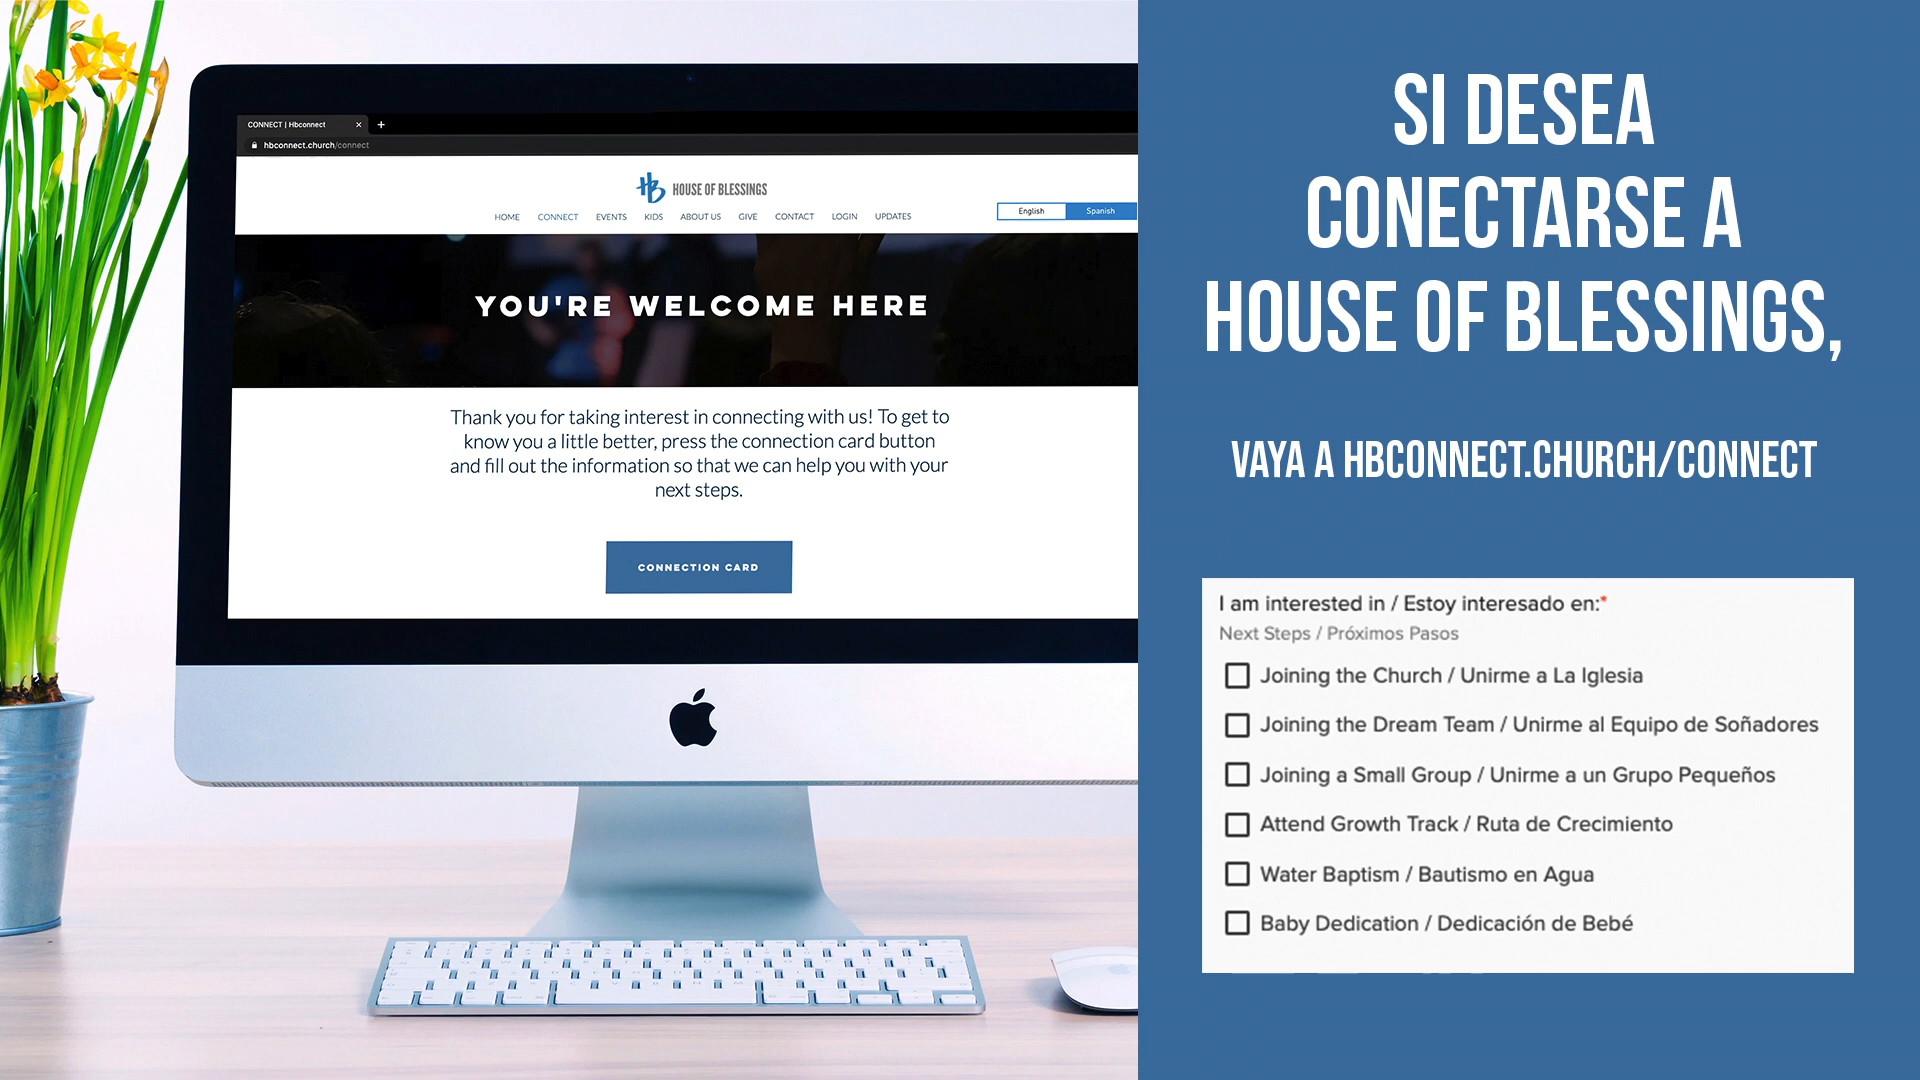 CONNECT | Hbconnect
hbconnect.church/connect
HB HOUSE OF BLESSINGS
HOME CONNECT EVENTS KIDS ABOUT US GIVE CONTACT LOGIN UPDATES
English Spanish
YOU'RE WELCOME HERE
Thank you for taking interest in connecting with us! To get to
know you a little better, press the connection card button
and fill out the information so that we can help you with your
next steps.
CONNECTION CARD
SI DESEA
CONECTARSE A
HOUSE OF BLESSINGS,
VAYA A HBCONNECT.CHURCH/CONNECT
I am interested in / Estoy interesado en:*
Next Steps / Próximos Pasos
Joining the Church / Unirme a La Iglesia
Joining the Dream Team / Unirme al Equipo de Soñadores
Joining a Small Group / Unirme a un Grupo Pequeños
Attend Growth Track / Ruta de Crecimiento
Water Baptism / Bautismo en Agua
Baby Dedication / Dedicación de Bebé